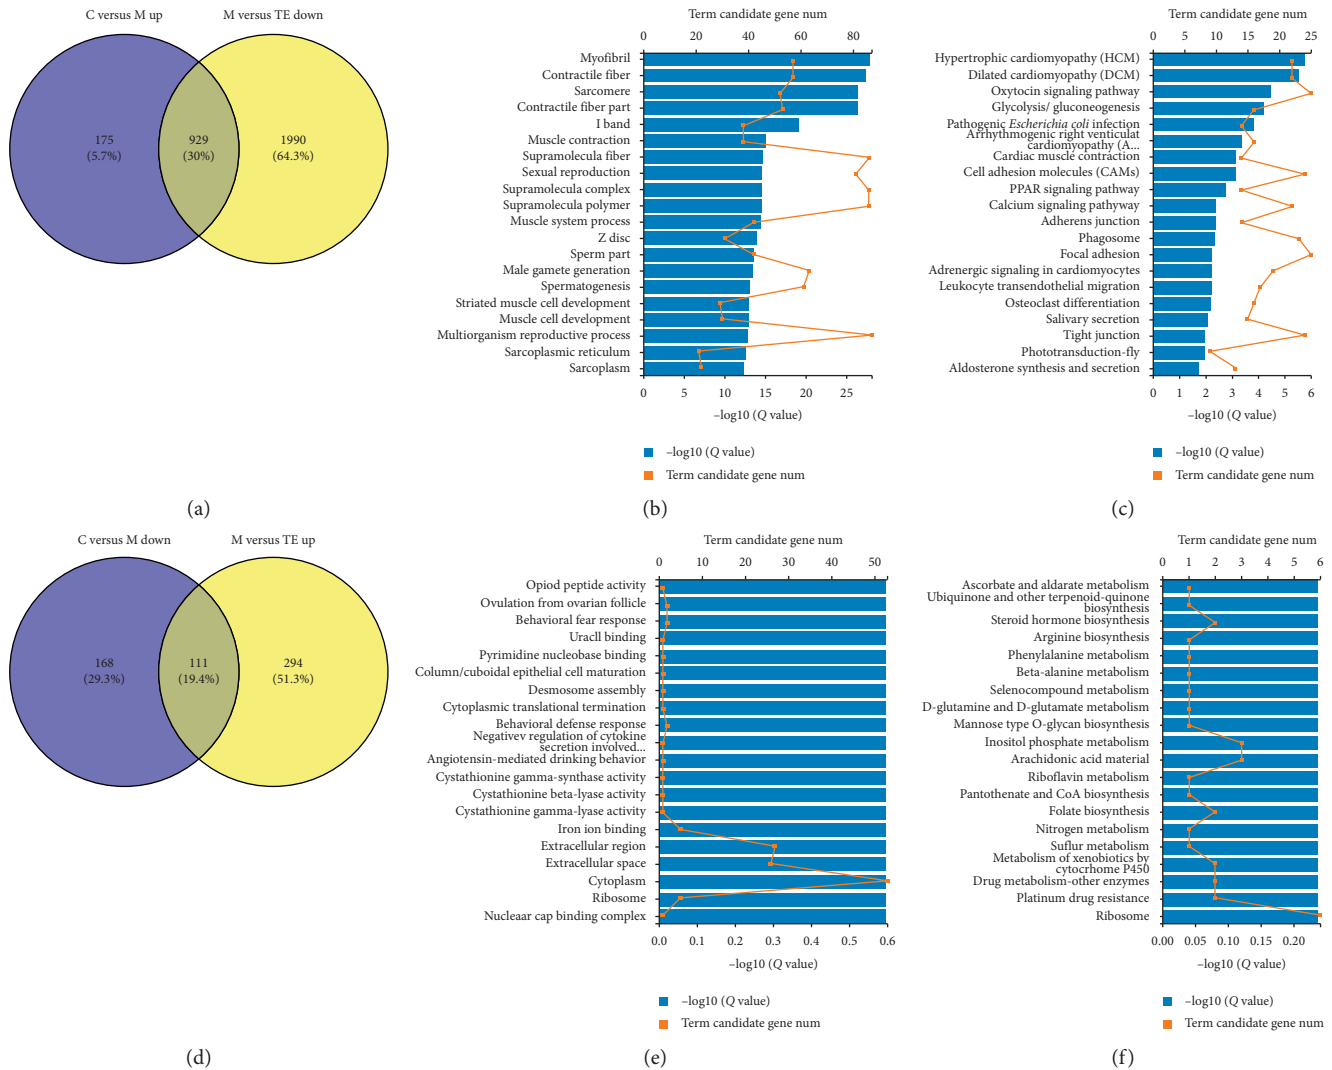 C versus M up
M versus TE down
175
(5.7%)
929
(30%)
1990
(64.3%)
(a)
Term candidate gene num
0
20
40
60
80
Myofibril
Contractile fiber
Sarcomere
Contractile fiber part
I band
Muscle contraction
Supramolecula fiber
Sexual reproduction
Supramolecula complex
Supramolecula polymer
Muscle system process
Z disc
Sperm part
Male gamete generation
Spermatogenesis
Striated muscle cell development
Muscle cell development
Multiorganism reproductive process
Sarcoplasmic reticulum
Sarcoplasm
0
5
10
15
20
25
–log10 (Q value)
–log10 (Q value)
Term candidate gene num
(b)
Term candidate gene num
0
5
10
15
20
25
Hypertrophic cardiomyopathy (HCM)
Dilated cardiomyopathy (DCM)
Oxytocin signaling pathway
Glycolysis/ gluconeogenesis
Pathogenic Escherichia coli infection
Arrhythmogenic right venticulat
cardiomyopathy (A...
Cardiac muscle contraction
Cell adhesion molecules (CAMs)
PPAR signaling pathway
Calcium signaling patyhway
Adherens junction
Phagosome
Focal adhesion
Adrenergic signaling in cardiomyocytes
Leukocyte transendothelial migration
Osteoclast differentiation
Salivary secretion
Tight junction
Phototransduction-fly
Aldosterone synthesis and secretion
0
1
2
3
4
5
6
–log10 (Q value)
–log10 (Q value)
Term candidate gene num
(c)
C versus M down
M versus TE up
168
(29.3%)
111
(19.4%)
294
(51.3%)
(d)
Term candidate gene num
0
10
20
30
40
50
Opiod peptide activity
Ovulation from ovarian follicle
Behavioral fear response
Uracll binding
Pyrimidine nucleobase binding
Column/cuboidal epithelial cell maturation
Desmosome assembly
Cytoplasmic translational termination
Behavioral defense response
Negativev regulation of cytokine
secretion involved...
Angiotensin-mediated drinking behavior
Cystathionine gamma-synthase activity
Cystathionine beta-lyase activity
Cystathionine gamma-lyase activity
Iron ion binding
Extracellular region
Extracellular space
Cytoplasm
Ribosome
Nucleaar cap binding complex
0.0
0.1
0.2
0.3
0.4
0.5
0.6
–log10 (Q value)
–log10 (Q value)
Term candidate gene num
(e)
Term candidate gene num
0
1
2
3
4
5
6
Ascorbate and aldarate metabolism
Ubiquinone and other terpenoid-quinone
biosynthesis
Steroid hormone biosynthesis
Arginine biosynthesis
Phenylalanine metabolism
Beta-alanine metabolism
Selenocompound metabolism
D-glutamine and D-glutamate metabolism
Mannose type O-glycan biosynthesis
Inositol phosphate metabolism
Arachidonic acid material
Riboflavin metabolism
Pantothenate and CoA biosynthesis
Folate biosynthesis
Nitrogen metabolism
Suflur metabolism
Metabolism of xenobiotics by
cytocrhome P450
Drug metabolism-other enzymes
Platinum drug resistance
Ribosome
0.00
0.05
0.10
0.15
0.20
–log10 (Q value)
–log10 (Q value)
Term candidate gene num
(f)